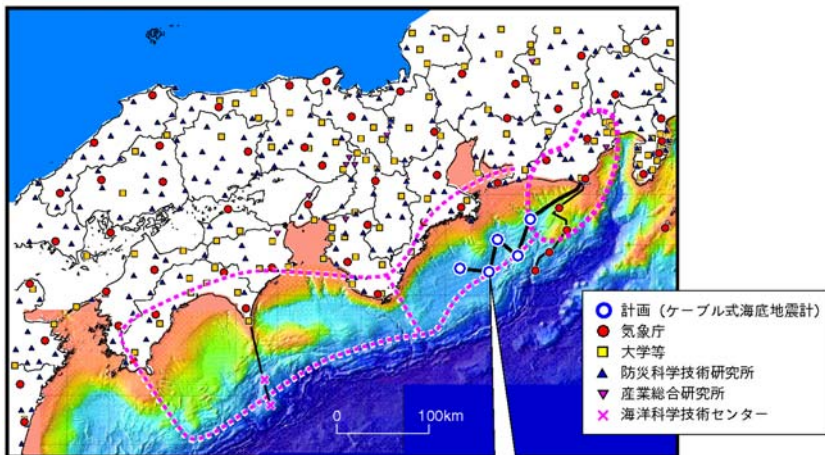 0 100km
計画（ケーブル式海底地震計）
気象庁
大学等
防災科学技術研究所
産業総合研究所
海洋科学技術センター